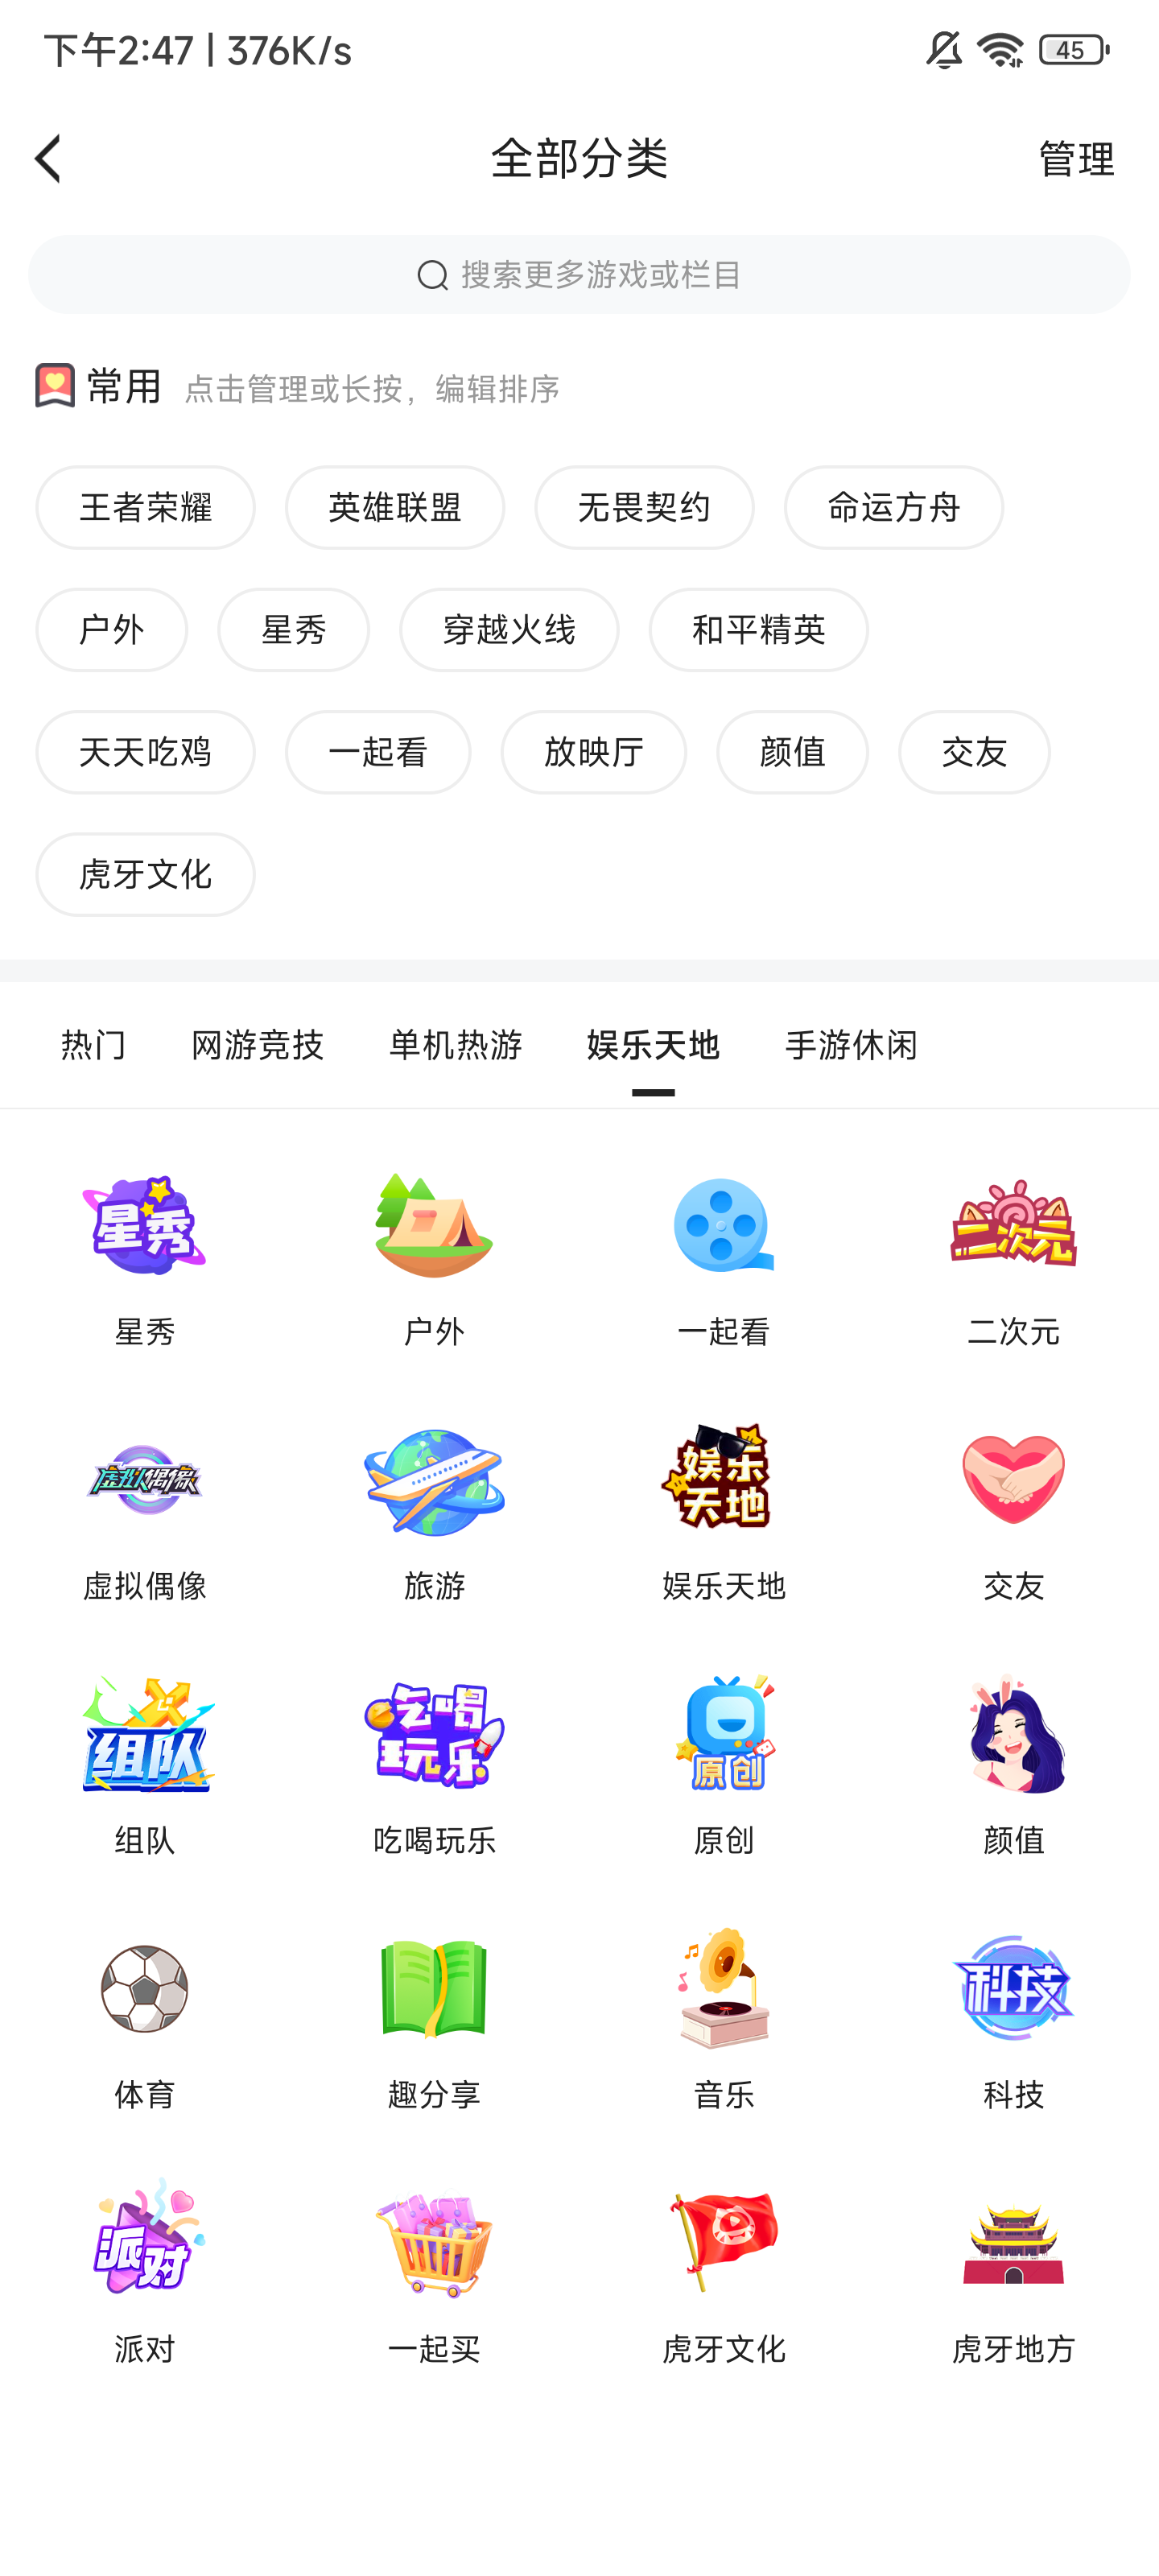 下午2:47 | 376K/s
45
全部分类
管理
搜索更多游戏或栏目
常用 点击管理或长按，编辑排序
王者荣耀 英雄联盟 无畏契约 命运方舟
户外 星秀 穿越火线 和平精英
天天吃鸡 一起看 放映厅 颜值 交友
虎牙文化
热门 网游竞技 单机热游 娱乐天地 手游休闲
星秀 二次元
星秀 户外 一起看 二次元
虚拟偶像 娱乐
天地
虚拟偶像 旅游 娱乐天地 交友
组队 吃喝
玩乐 原创
组队 吃喝玩乐 原创 颜值
科技
体育 趣分享 音乐 科技
派对
派对 一起买 虎牙文化 虎牙地方